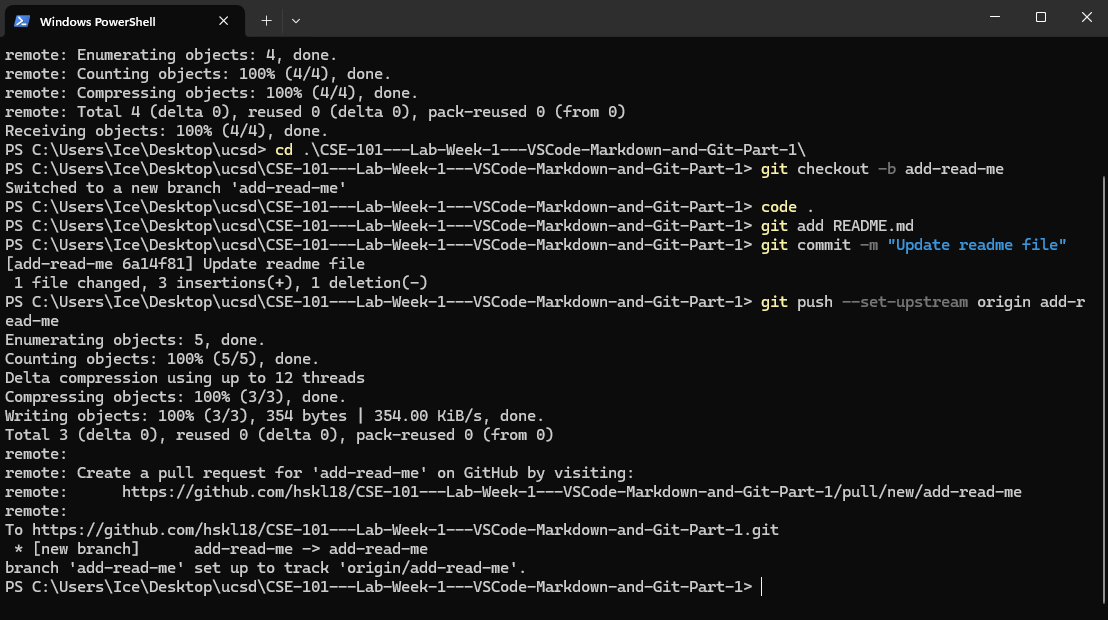 Windows PowerShell
remote: Enumerating objects: 4, done.
remote: Counting objects: 100% (4/4), done.
remote: Compressing objects: 100% (4/4), done.
remote: Total 4 (delta 0), reused 0 (delta 0), pack-reused 0 (from 0)
Receiving objects: 100% (4/4), done.
PS C:\Users\Ice\Desktop\ucsd> cd .\CSE-101---Lab-Week-1---VSCode-Markdown-and-Git-Part-1\
PS C:\Users\Ice\Desktop\ucsd\CSE-101---Lab-Week-1---VSCode-Markdown-and-Git-Part-1> git checkout -b add-read-me
Switched to a new branch 'add-read-me'
PS C:\Users\Ice\Desktop\ucsd\CSE-101---Lab-Week-1---VSCode-Markdown-and-Git-Part-1> code .
PS C:\Users\Ice\Desktop\ucsd\CSE-101---Lab-Week-1---VSCode-Markdown-and-Git-Part-1> git add README.md
PS C:\Users\Ice\Desktop\ucsd\CSE-101---Lab-Week-1---VSCode-Markdown-and-Git-Part-1> git commit -m "Update readme file"
[add-read-me 6a14f81] Update readme file
 1 file changed, 3 insertions(+), 1 deletion(-)
PS C:\Users\Ice\Desktop\ucsd\CSE-101---Lab-Week-1---VSCode-Markdown-and-Git-Part-1> git push --set-upstream origin add-r
ead-me
Enumerating objects: 5, done.
Counting objects: 100% (5/5), done.
Delta compression using up to 12 threads
Compressing objects: 100% (3/3), done.
Writing objects: 100% (3/3), 354 bytes | 354.00 KiB/s, done.
Total 3 (delta 0), reused 0 (delta 0), pack-reused 0 (from 0)
remote:
remote: Create a pull request for 'add-read-me' on GitHub by visiting:
remote:      https://github.com/hskl18/CSE-101---Lab-Week-1---VSCode-Markdown-and-Git-Part-1/pull/new/add-read-me
remote:
To https://github.com/hskl18/CSE-101---Lab-Week-1---VSCode-Markdown-and-Git-Part-1.git
 * [new branch]      add-read-me -> add-read-me
branch 'add-read-me' set up to track 'origin/add-read-me'.
PS C:\Users\Ice\Desktop\ucsd\CSE-101---Lab-Week-1---VSCode-Markdown-and-Git-Part-1>